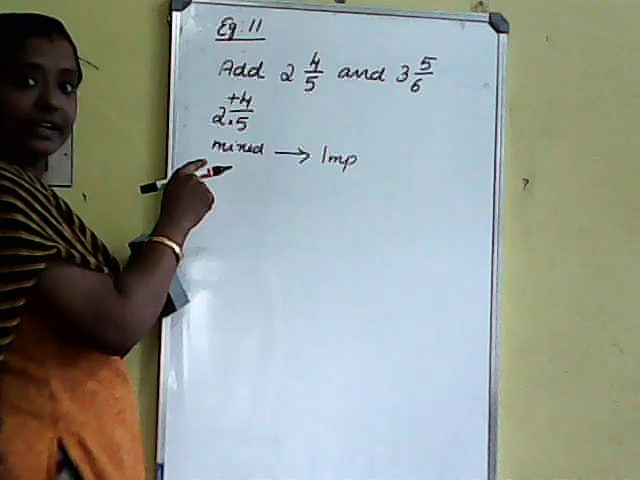 Eg: 11
Add 2 4/5 and 3 5/6
2 +4/×5
mixed → Imp